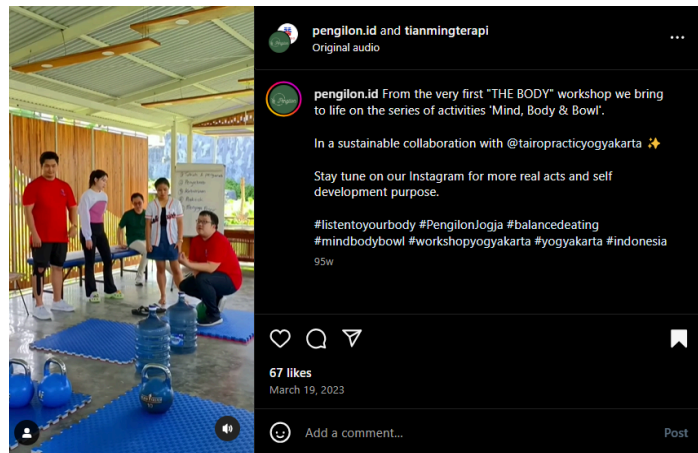 pengilon.id and tianmingterapi
Original audio
pengilon.id From the very first "THE BODY" workshop we bring
to life on the series of activities 'Mind, Body & Bowl'.
In a sustainable collaboration with @tairopracticyogyakarta ✨
Stay tune on our Instagram for more real acts and self
development purpose.
#listentoyourbody #PengilonJogja #balancedeating
#mindbodybowl #workshopyogyakarta #yogyakarta #indonesia
95w
67 likes
March 19, 2023
Add a comment...
Post